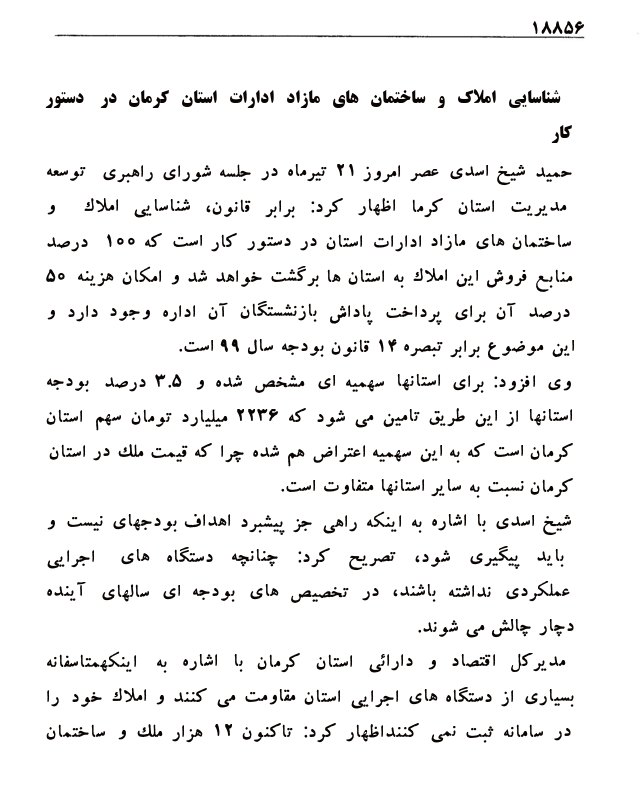 ۱۸۸۵۶
شناسایی املاک و ساختمان های مازاد ادارات استان کرمان در دستور
کار
حمید شیخ اسدی عصر امروز ۲۱ تیرماه در جلسه شورای راهبری توسعه
مدیریت استان کرما اظهار کرد: برابر قانون، شناسایی املاك و
ساختمان های مازاد ادارات استان در دستور کار است که ۱۰۰ درصد
منابع فروش این املاك به استان ها برگشت خواهد شد و امکان هزینه ۵۰
درصد آن برای پرداخت پاداش بازنشستگان آن اداره وجود دارد و
این موضوع برابر تبصره ۱۴ قانون بودجه سال ۹۹ است.
وی افزود: برای استانها سهمیه ای مشخص شده و ۳.۵ درصد بودجه
استانها از این طریق تامین می شود که ۲۲۳۶ میلیارد تومان سهم استان
کرمان است که به این سهمیه اعتراض هم شده چرا که قیمت ملك در استان
کرمان نسبت به سایر استانها متفاوت است.
شیخ اسدی با اشاره به اینکه راهی جز پیشبرد اهداف بودجهای نیست و
باید پیگیری شود، تصریح کرد: چنانچه دستگاه های اجرایی
عملکردی نداشته باشند، در تخصیص های بودجه ای سالهای آینده
دچار چالش می شوند.
مدیرکل اقتصاد و دارائی استان کرمان با اشاره به اینکهمتاسفانه
بسیاری از دستگاه های اجرایی استان مقاومت می کنند و املاك خود را
در سامانه ثبت نمی کننداظهار کرد: تاکنون ۱۲ هزار ملك و ساختمان